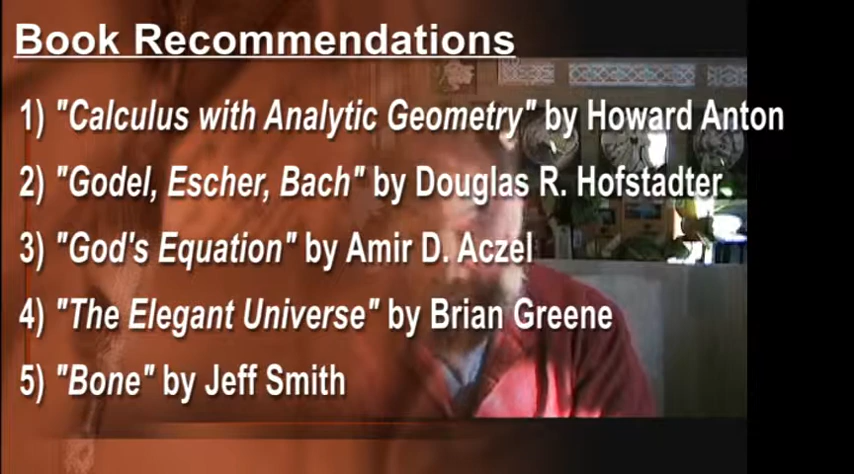 Book Recommendations
1) "Calculus with Analytic Geometry" by Howard Anton
2) "Godel, Escher, Bach" by Douglas R. Hofstadter
3) "God's Equation" by Amir D. Aczel
4) "The Elegant Universe" by Brian Greene
5) "Bone" by Jeff Smith